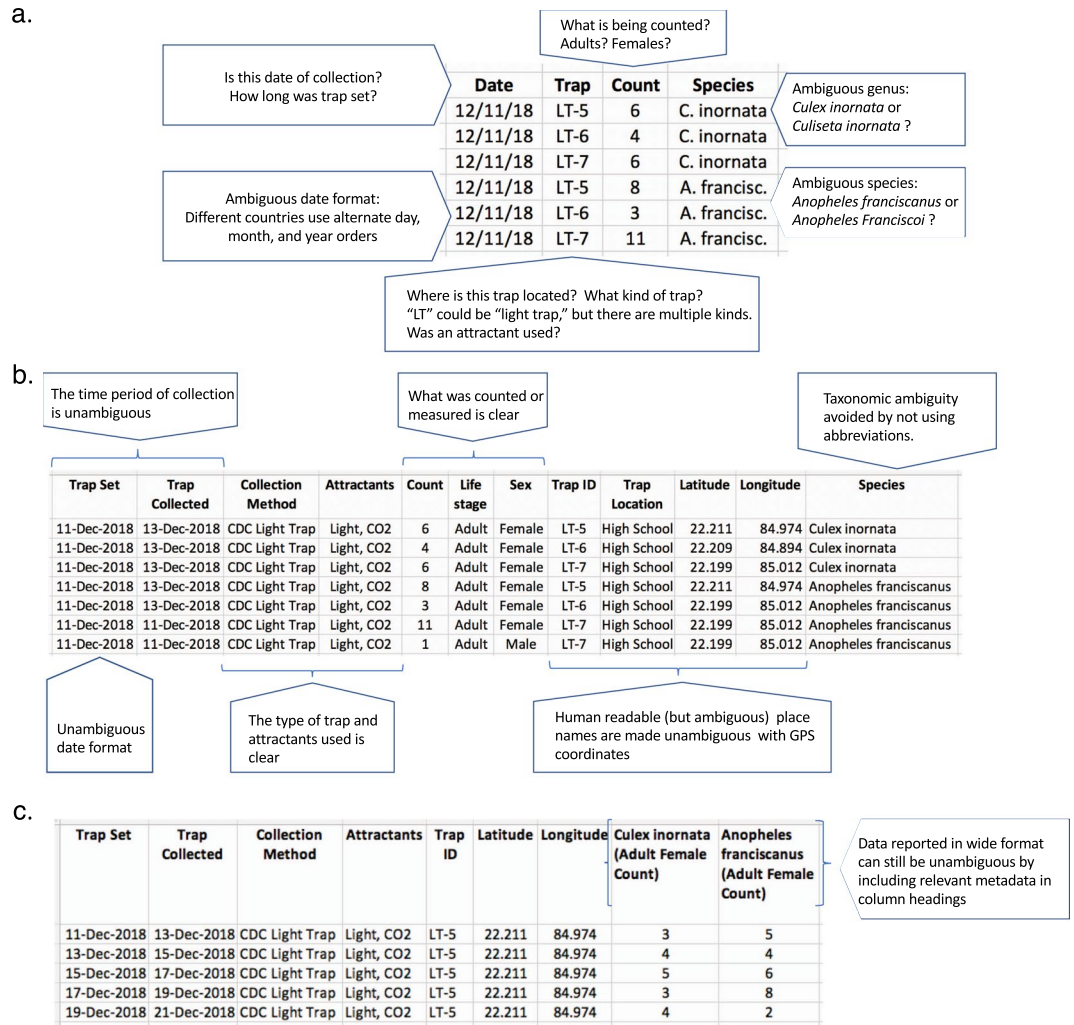 a.
What is being counted?
Adults? Females?
Is this date of collection?
How long was trap set?
Date Trap Count Species
12/11/18 LT-5 6 C. inornata
12/11/18 LT-6 4 C. inornata
12/11/18 LT-7 6 C. inornata
12/11/18 LT-5 8 A. francisc.
12/11/18 LT-6 3 A. francisc.
12/11/18 LT-7 11 A. francisc.
Ambiguous genus:
Culex inornata or
Culiseta inornata ?
Ambiguous date format:
Different countries use alternate day,
month, and year orders
Ambiguous species:
Anopheles franciscanus or
Anopheles Franciscoi ?
Where is this trap located? What kind of trap?
“LT” could be “light trap,” but there are multiple kinds.
Was an attractant used?
b.
The time period of collection
is unambiguous
What was counted or
measured is clear
Taxonomic ambiguity
avoided by not using
abbreviations.
Trap Set Trap Collection Attractants Count Life Sex Trap ID Trap Latitude Longitude Species
Collected Method stage Location
11-Dec-2018 13-Dec-2018 CDC Light Trap Light, CO2 6 Adult Female LT-5 High School 22.211 84.974 Culex inornata
11-Dec-2018 13-Dec-2018 CDC Light Trap Light, CO2 4 Adult Female LT-6 High School 22.209 84.894 Culex inornata
11-Dec-2018 13-Dec-2018 CDC Light Trap Light, CO2 6 Adult Female LT-7 High School 22.199 85.012 Culex inornata
11-Dec-2018 13-Dec-2018 CDC Light Trap Light, CO2 8 Adult Female LT-5 High School 22.211 84.974 Anopheles franciscanus
11-Dec-2018 13-Dec-2018 CDC Light Trap Light, CO2 3 Adult Female LT-6 High School 22.199 85.012 Anopheles franciscanus
11-Dec-2018 11-Dec-2018 CDC Light Trap Light, CO2 11 Adult Female LT-7 High School 22.199 85.012 Anopheles franciscanus
11-Dec-2018 11-Dec-2018 CDC Light Trap Light, CO2 1 Adult Male LT-7 High School 22.199 85.012 Anopheles franciscanus
Unambiguous
date format
The type of trap and
attractants used is
clear
Human readable (but ambiguous) place
names are made unambiguous with GPS
coordinates
c.
Trap Set Trap Collection Attractants Trap Latitude Longitude Culex inornata Anopheles
Collected Method ID (Adult Female franciscanus
Count) (Adult Female
Count)
11-Dec-2018 13-Dec-2018 CDC Light Trap Light, CO2 LT-5 22.211 84.974 3 5
13-Dec-2018 15-Dec-2018 CDC Light Trap Light, CO2 LT-5 22.211 84.974 4 4
15-Dec-2018 17-Dec-2018 CDC Light Trap Light, CO2 LT-5 22.211 84.974 5 6
17-Dec-2018 19-Dec-2018 CDC Light Trap Light, CO2 LT-5 22.211 84.974 3 8
19-Dec-2018 21-Dec-2018 CDC Light Trap Light, CO2 LT-5 22.211 84.974 4 2
Data reported in wide format
can still be unambiguous by
including relevant metadata in
column headings